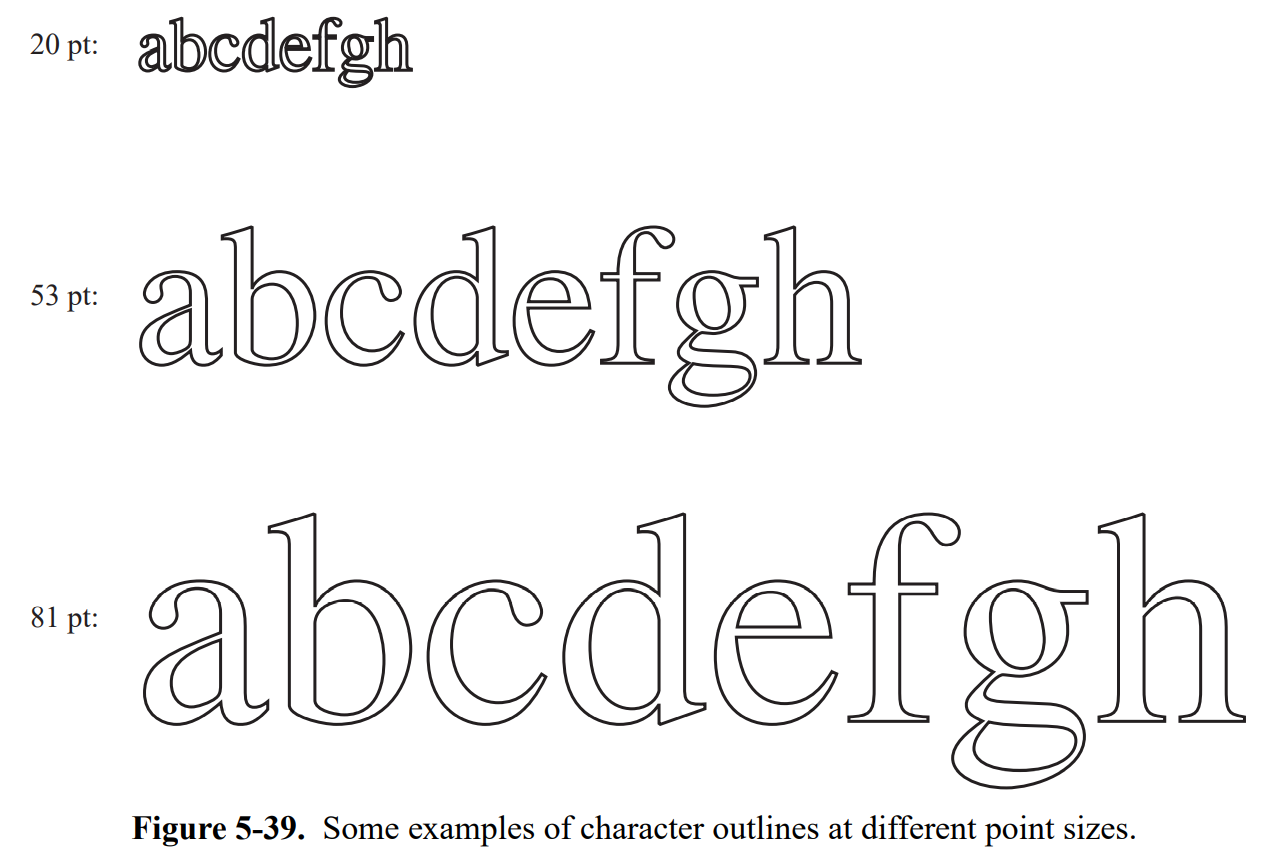 20 pt: abcdefgh
53 pt: abcdefgh
81 pt: abcdefgh
Figure 5-39. Some examples of character outlines at different point sizes.